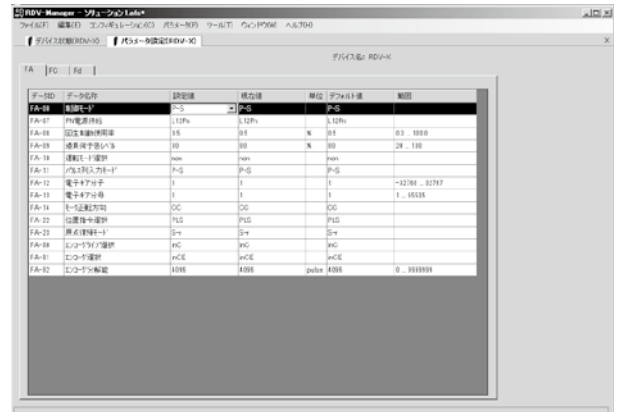 RDV-Manager - ソリューション1.sds*
ファイル(F) 編集(E) コンフィギュレーション(C) パラメータ(P) ツール(T) ウィンドウ(W) ヘルプ(H)
デバイス状態(RDV-X) パラメータ設定(RDV-X) X
デバイス名: RDV-X
FA FC Fd
データID データ名称 設定値 現在値 単位 デフォルト値 範囲
FA-00 制御モード P-S P-S P-S
FA-07 PN電源供給 L12Pn L12Pn L12Pn
FA-08 回生制動使用率 0.5 0.5 % 0.5 0.1 .. 100.0
FA-09 過負荷予告レベル 80 80 % 80 20 .. 100
FA-10 運転モード選択 non non non
FA-11 パルス列入力モード P-S P-S P-S
FA-12 電子ギア分子 1 1 1
FA-13 電子ギア分母 1 1 1 1 .. 65535
FA-14 モータ正転方向 CC CC CC
FA-22 位置指令選択 PLS PLS PLS
FA-23 原点復帰モード S-r S-r S-r
エンコーダタイプ選択 inC inC inC
FA-81 エンコーダ選択 inCE inCE inCE
FA-82 エンコーダ分解能 4096 4096 pulse 4096 0 .. 9999999